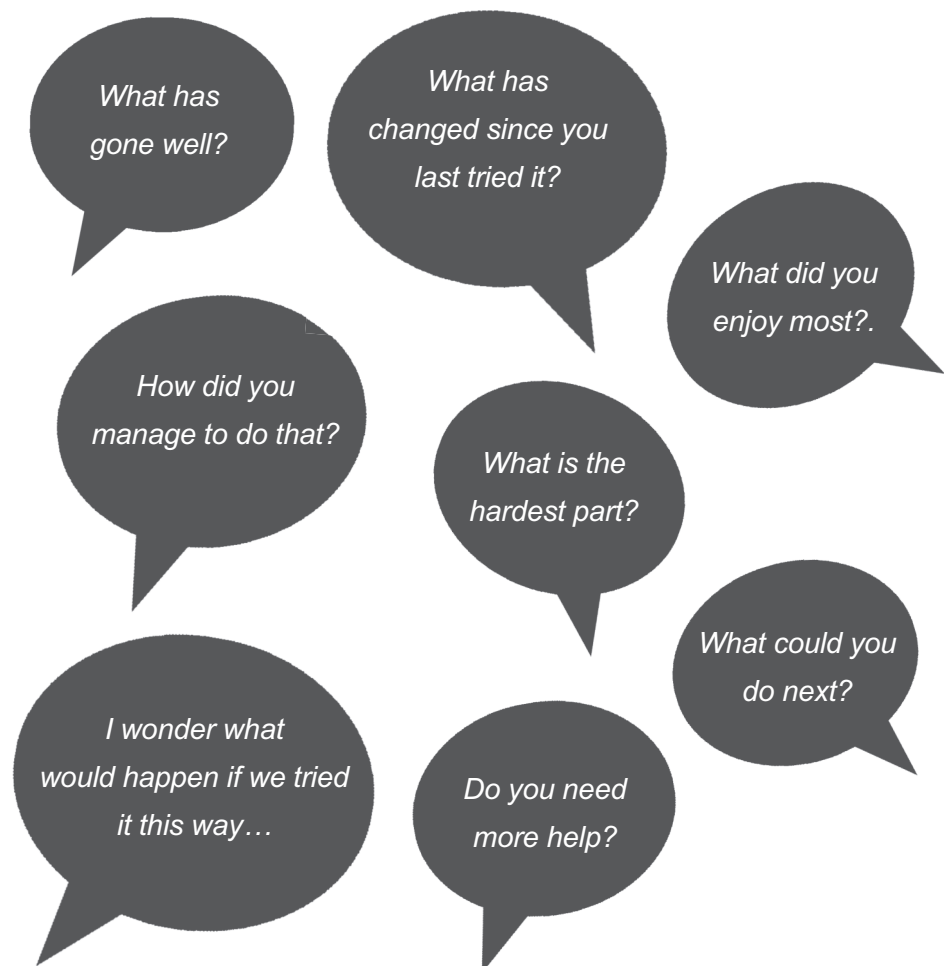 What has
gone well?
What has
changed since you
last tried it?
What did you
enjoy most?.
How did you
manage to do that?
What is the
hardest part?
What could you
do next?
I wonder what
would happen if we tried
it this way…
Do you need
more help?